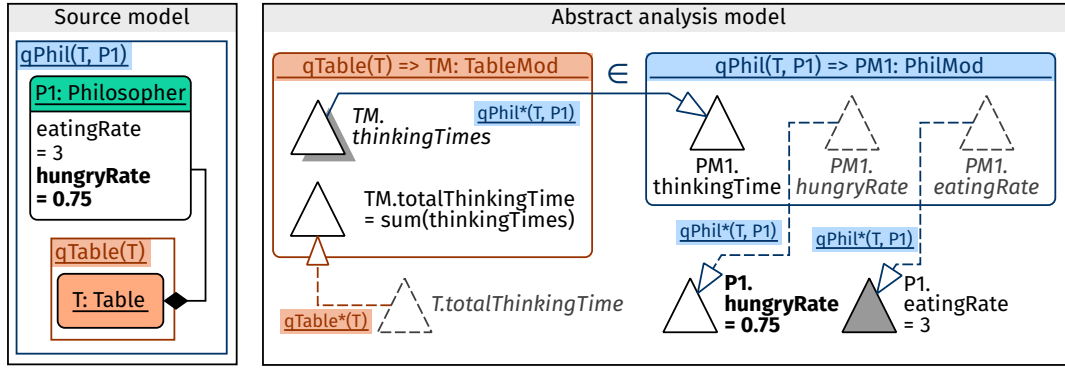 Source model
qPhil(T, P1)
P1: Philosopher
eatingRate
= 3
hungryRate
= 0.75
qTable(T)
T: Table
Abstract analysis model
qTable(T) => TM: TableMod
∈
qPhil(T, P1) => PM1: PhilMod
TM.
thinkingTimes
qPhil*(T, P1)
PM1.
thinkingTime
PM1.
hungryRate
PM1.
eatingRate
TM.totalThinkingTime
= sum(thinkingTimes)
qPhil*(T, P1)
qPhil*(T, P1)
qTable*(T)
T.totalThinkingTime
P1.
hungryRate
= 0.75
P1.
eatingRate
= 3